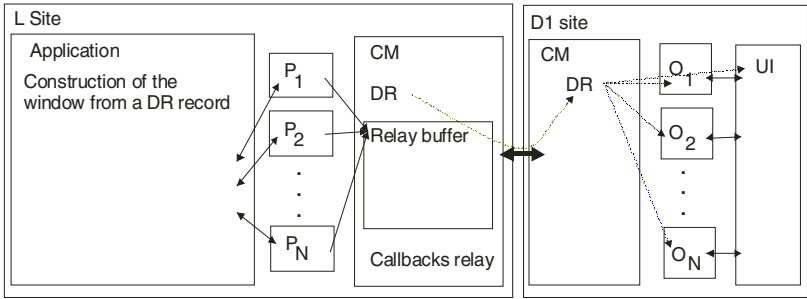 L Site
Application
Construction of the
window from a DR record
P1
P2
.
.
.
PN
CM
DR
Relay buffer
Callbacks relay
D1 site
CM
DR
O1
O2
.
.
.
ON
UI